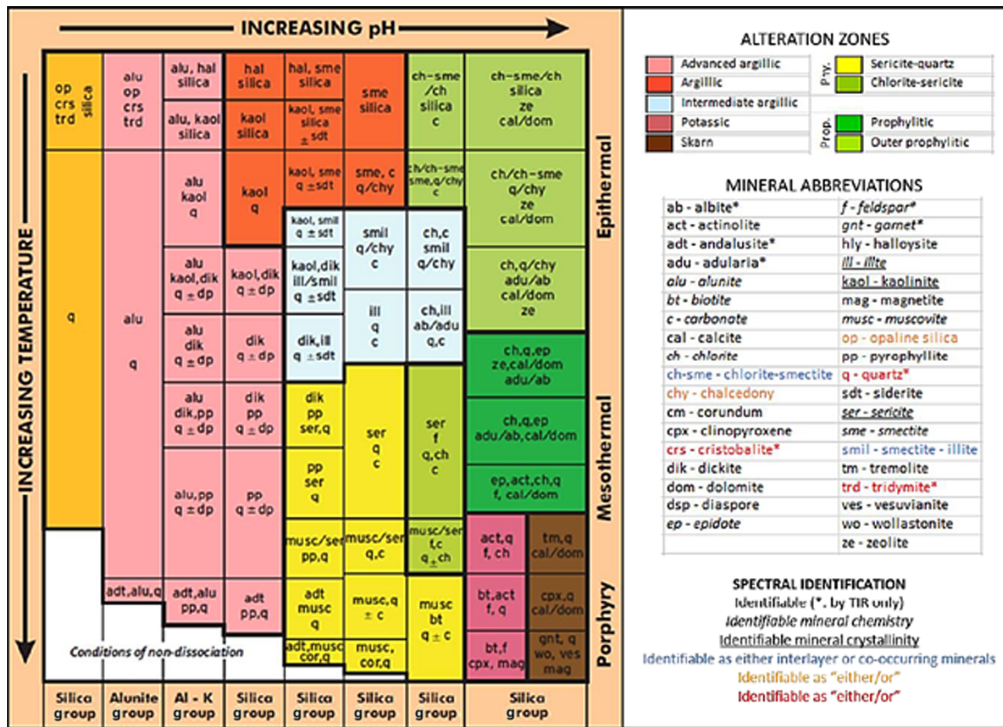 INCREASING pH
INCREASING TEMPERATURE
op
crs
trd
silica
q
alu
op
crs
trd
alu
q
adt,alu,q
alu, hal
silica
alu, kaol
silica
alu
kaol
q
alu
kaol,dik
q ± dp
alu
dik
q ± dp
alu
dik,pp
q ± dp
alu,pp
q ± dp
adt,alu
pp,q
hal
silica
kaol
silica
kaol
q
kaol,dik
q ± dp
dik
q ± dp
dik
pp
q ± dp
pp
q ± dp
adt
pp,q
hal, sme
silica
kaol, sme
silica
± sdt
kaol, sme
q ±sdt
kaol, smil
q ± sdt
kaol,dik
ill/smil
q ±sdt
dik,ill
q ±sdt
dik
pp
ser,q
pp
ser
q
musc/ser
pp,q
adt
musc
q
adt,musc
cor,q
sme
silica
sme, c
q/chy
smil
q/chy
c
ill
q
c
ser
q
c
musc/ser
q,c
musc,q
± c
musc,
cor,q
ch-sme
/ch
silica
c
ch/ch-sme
sme,q/chy
c
ch,c
smil
q/chy
ch,ill
ab/adu
q,c
ser
f
q,ch
c
musc/ser
f,c
q ± ch
musc
bt
q ± c
ch-sme/ch
silica
ze
cal/dom
ch/ch-sme
q/chy
ze
cal/dom
ch,q/chy
adu/ab
cal/dom
ze
ch,q,ep
ze,cal/dom
adu/ab
ch,q,ep
adu/ab,cal/dom
ep,act,ch,q
f, cal/dom
act,q
f, ch
tm,q
cal/dom
bt,act
f, q
cpx,q
cal/dom
bt,f
cpx, mag
gnt, q
wo, ves
mag
Epithermal
Mesothermal
Porphyry
Conditions of non-dissociation
Silica
group
Alunite
group
Al - K
group
Silica
group
Silica
group
Silica
group
Silica
group
Silica
group
ALTERATION ZONES
Advanced argillic
Argillic
Intermediate argillic
Potassic
Skarn
Phy.
Sericite-quartz
Chlorite-sericite
Prop.
Prophylitic
Outer prophylitic
MINERAL ABBREVIATIONS
ab - albite* f - feldspar*
act - actinolite gnt - garnet*
adt - andalusite* hly - halloysite
adu - adularia* ill - illite
alu - alunite kaol - kaolinite
bt - biotite mag - magnetite
c - carbonate musc - muscovite
cal - calcite op - opaline silica
ch - chlorite pp - pyrophyllite
ch-sme - chlorite-smectite q - quartz*
chy - chalcedony sdt - siderite
cm - corundum ser - sericite
cpx - clinopyroxene sme - smectite
crs - cristobalite* smil - smectite - illite
dik - dickite tm - tremolite
dom - dolomite trd - tridymite*
dsp - diaspore ves - vesuvianite
ep - epidote wo - wollastonite
ze - zeolite
SPECTRAL IDENTIFICATION
Identifiable (*, by TIR only)
Identifiable mineral chemistry
Identifiable mineral crystallinity
Identifiable as either interlayer or co-occurring minerals
Identifiable as "either/or"
Identifiable as "either/or"